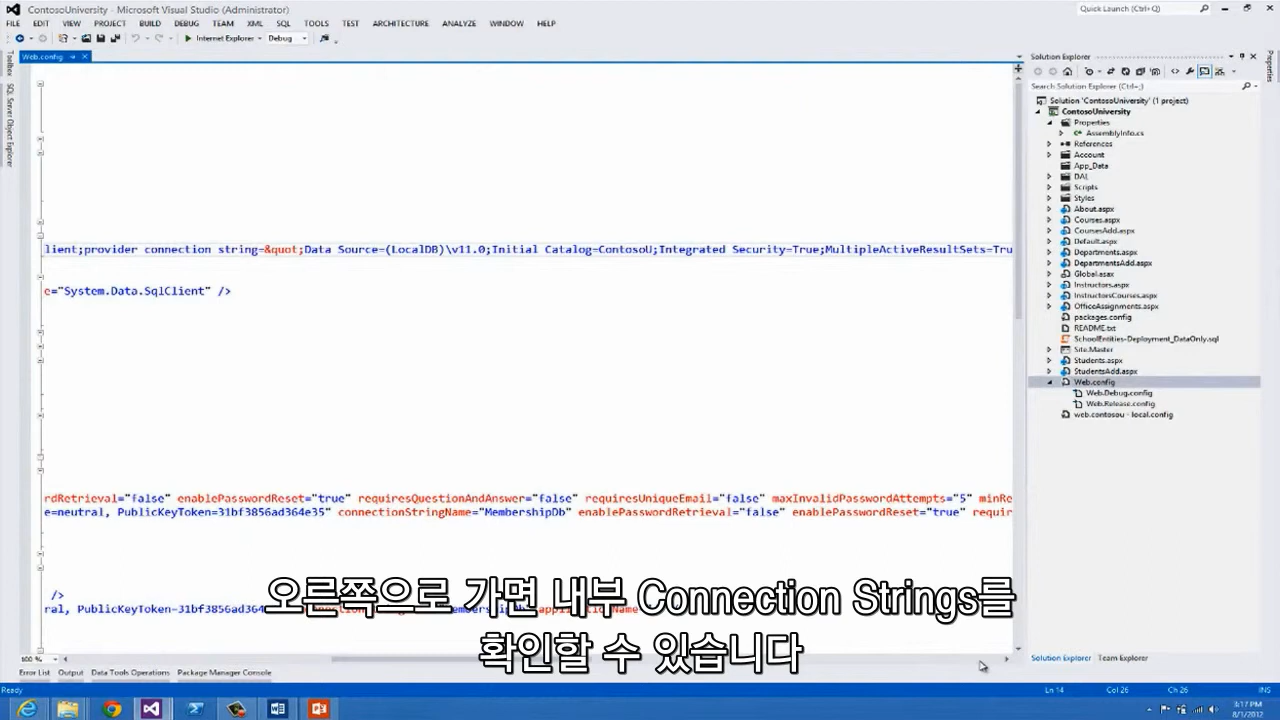 ContosoUniversity - Microsoft Visual Studio (Administrator)
Quick Launch (Ctrl+Q)
FILE EDIT VIEW PROJECT BUILD DEBUG TEAM XML SQL TOOLS TEST ARCHITECTURE ANALYZE WINDOW HELP
Internet Explorer Debug
Web.config
Toolbox
SQL Server Object Explorer
lient;provider connection string=&quot;Data Source=(LocalDB)\v11.0;Initial Catalog=ContosoU;Integrated Security=True;MultipleActiveResultSets=Tru
e="System.Data.SqlClient" />
rdRetrieval="false" enablePasswordReset="true" requiresQuestionAndAnswer="false" requiresUniqueEmail="false" maxInvalidPasswordAttempts="5" minRe
e=neutral, PublicKeyToken=31bf3856ad364e35" connectionStringName="MembershipDb" enablePasswordRetrieval="false" enablePasswordReset="true" requir
/>
ral, PublicKeyToken=31bf3856ad364
오른쪽으로 가면 내부 Connection Strings를
확인할 수 있습니다
100 %
Solution Explorer
Properties
Search Solution Explorer (Ctrl+;)
Solution 'ContosoUniversity' (1 project)
ContosoUniversity
Properties
AssemblyInfo.cs
References
Account
App_Data
DAL
Scripts
Styles
About.aspx
Courses.aspx
CoursesAdd.aspx
Default.aspx
Departments.aspx
DepartmentsAdd.aspx
Global.asax
Instructors.aspx
InstructorsCourses.aspx
OfficeAssignments.aspx
packages.config
README.txt
SchoolEntities-Deployment_DataOnly.sql
Site.Master
Students.aspx
StudentsAdd.aspx
Web.config
Web.Debug.config
Web.Release.config
web.contosou - local.config
Solution Explorer Team Explorer
Error List Output Data Tools Operations Package Manager Console
Ready
Ln 14 Col 26 Ch 26 INS
3:17 PM
8/1/2012